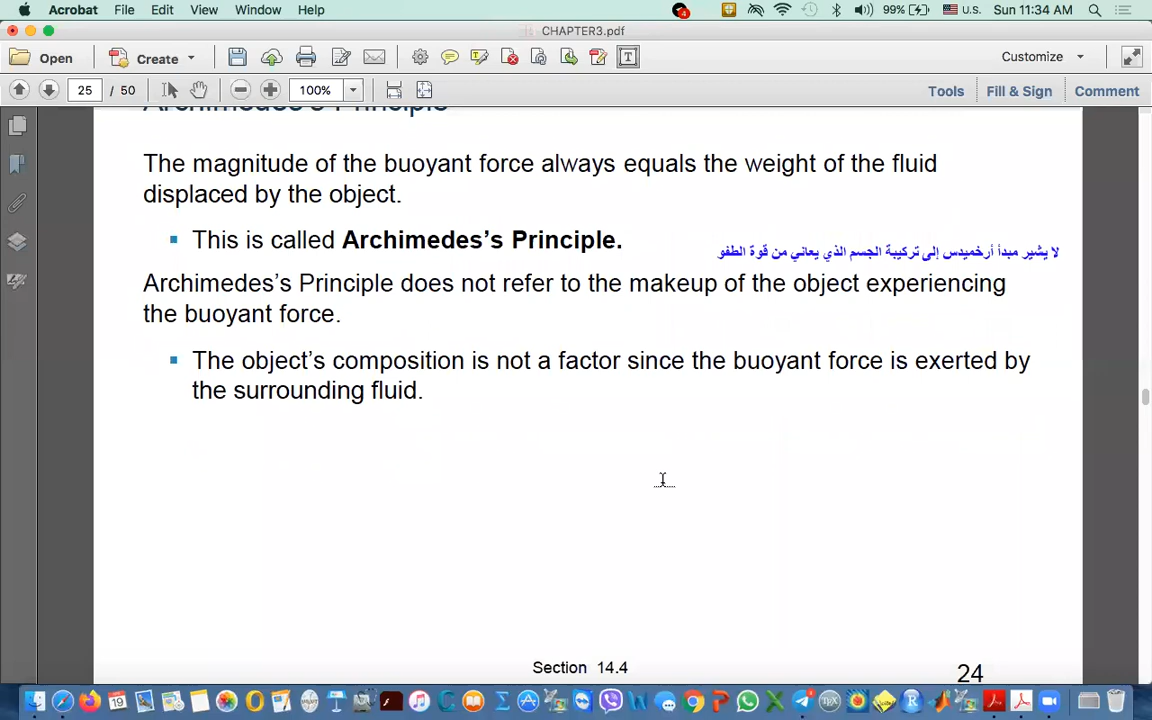 Acrobat File Edit View Window Help 99% U.S. Sun 11:34 AM
CHAPTER3.pdf
Open Create Customize
25 / 50 100% Tools Fill & Sign Comment
Archimedes's Principle
The magnitude of the buoyant force always equals the weight of the fluid
displaced by the object.
▪ This is called Archimedes’s Principle.
لا يشير مبدأ أرخميدس إلى تركيبة الجسم الذي يعاني من قوة الطفو
Archimedes’s Principle does not refer to the makeup of the object experiencing
the buoyant force.
▪ The object’s composition is not a factor since the buoyant force is exerted by
the surrounding fluid.
Section 14.4
24